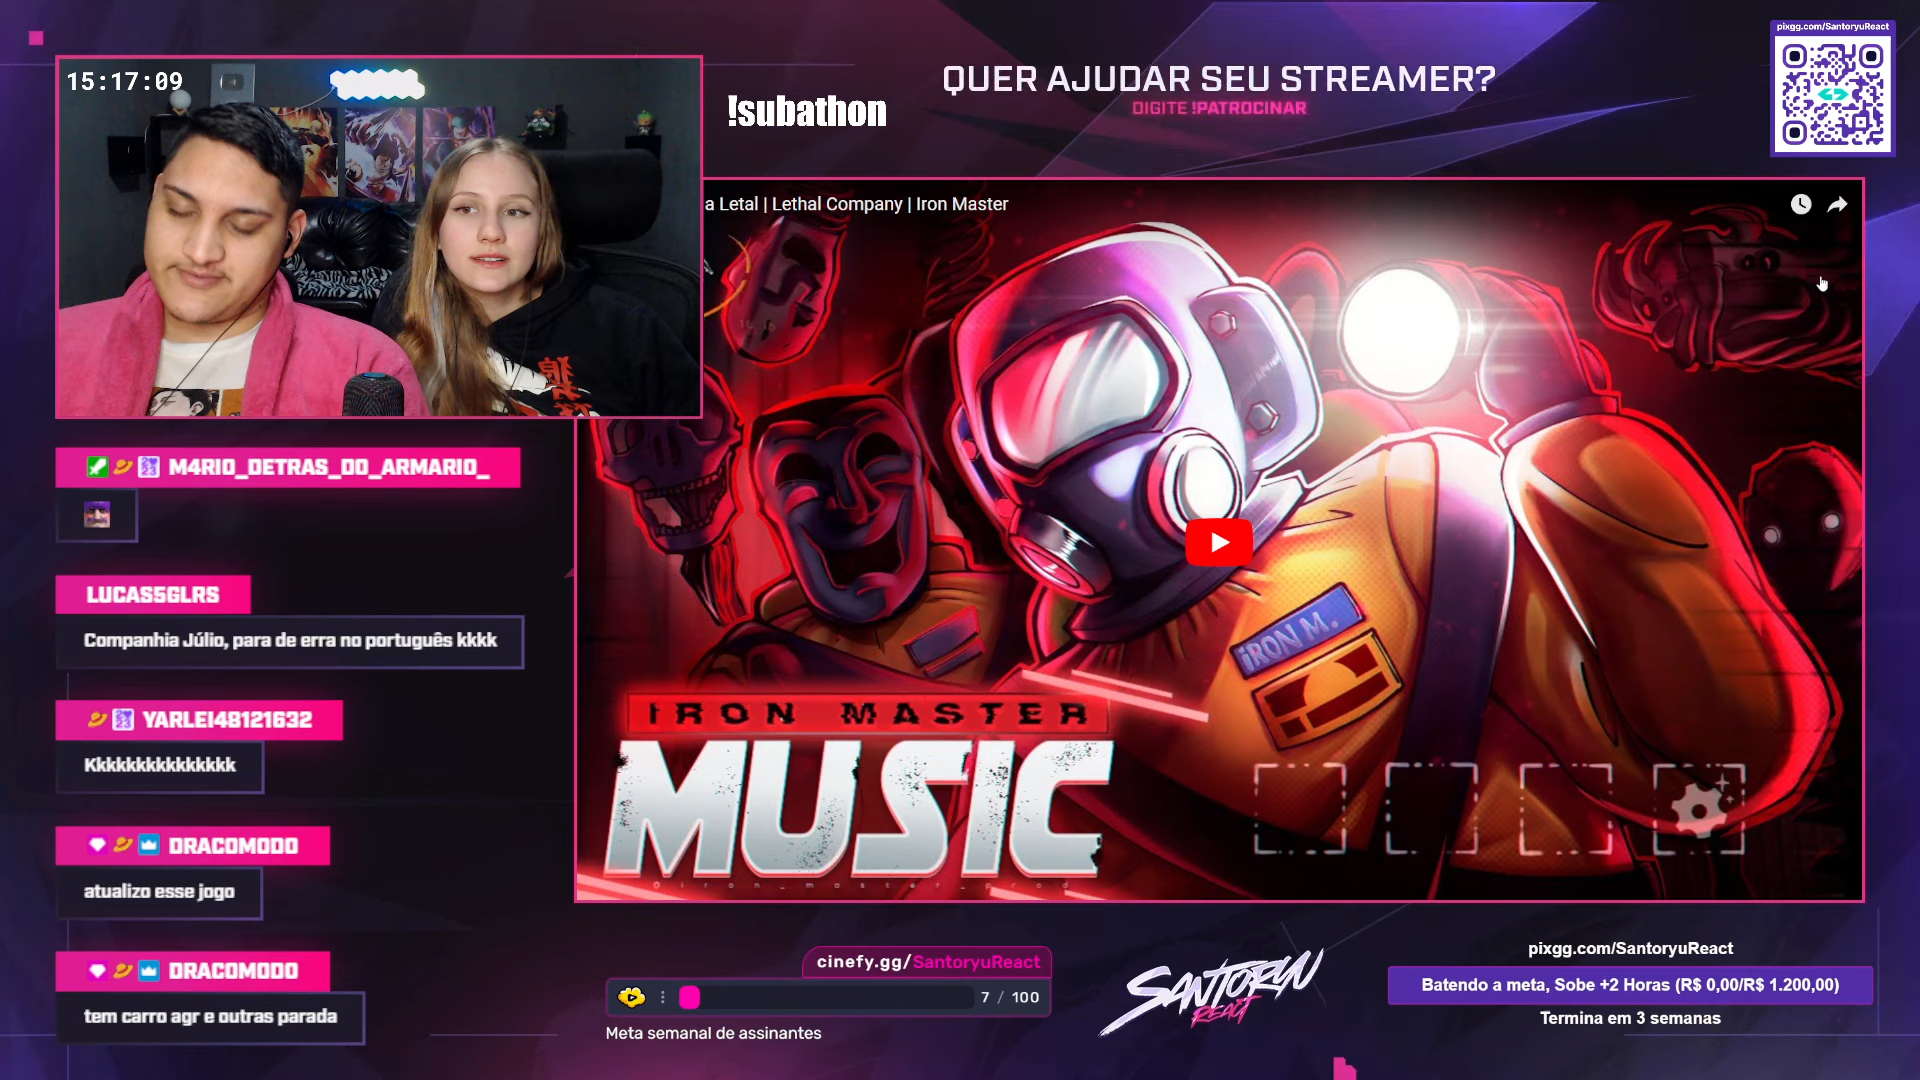 15:17:09
!subathon
QUER AJUDAR SEU STREAMER?
DIGITE !PATROCINAR
pixgg.com/SantoryuReact
a Letal | Lethal Company | Iron Master
M4RIO_DETRAS_DO_ARMARIO_
LUCAS5GLRS
Companhia Júlio, para de erra no português kkkk
YARLEI48121632
Kkkkkkkkkkkkkkk
DRACOMODO
atualizo esse jogo
DRACOMODO
tem carro agr e outras parada
IRON M.
IRON MASTER
MUSIC
@iron_master_prod
cinefy.gg/SantoryuReact
7 / 100
Meta semanal de assinantes
SANTORYU
REACT
pixgg.com/SantoryuReact
Batendo a meta, Sobe +2 Horas (R$ 0,00/R$ 1.200,00)
Termina em 3 semanas